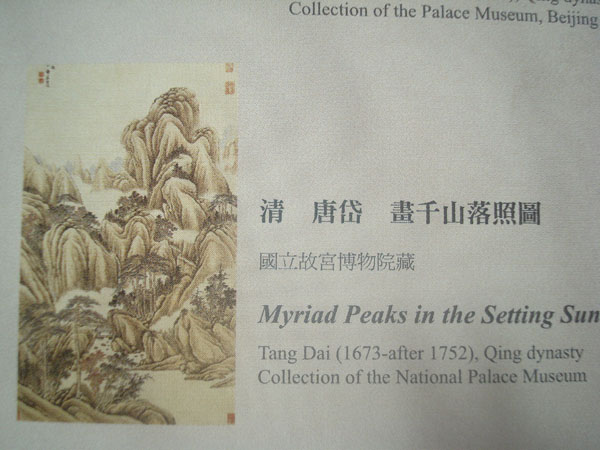 Collection of the Palace Museum, Beijing
清 唐岱 畫千山落照圖
國立故宮博物院藏
Myriad Peaks in the Setting Sun
Tang Dai (1673-after 1752), Qing dynasty
Collection of the National Palace Museum